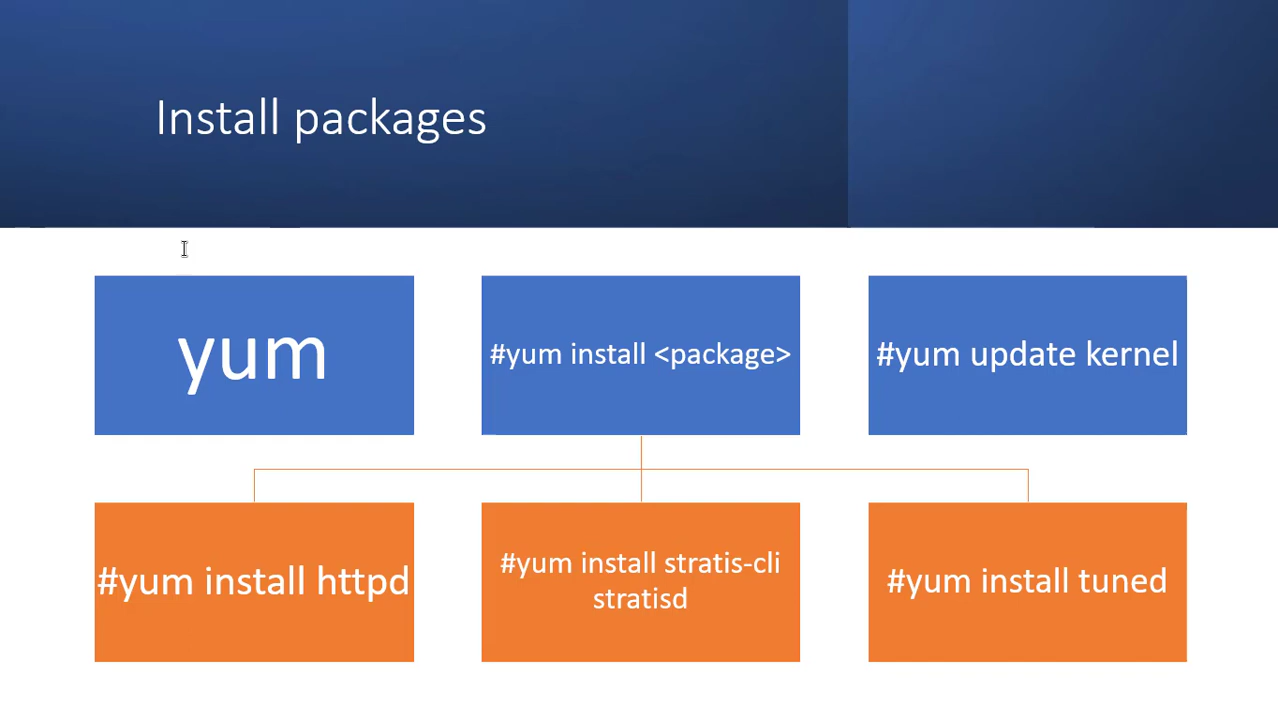 Install packages
yum
#yum install <package>
#yum update kernel
#yum install httpd
#yum install stratis-cli
stratisd
#yum install tuned